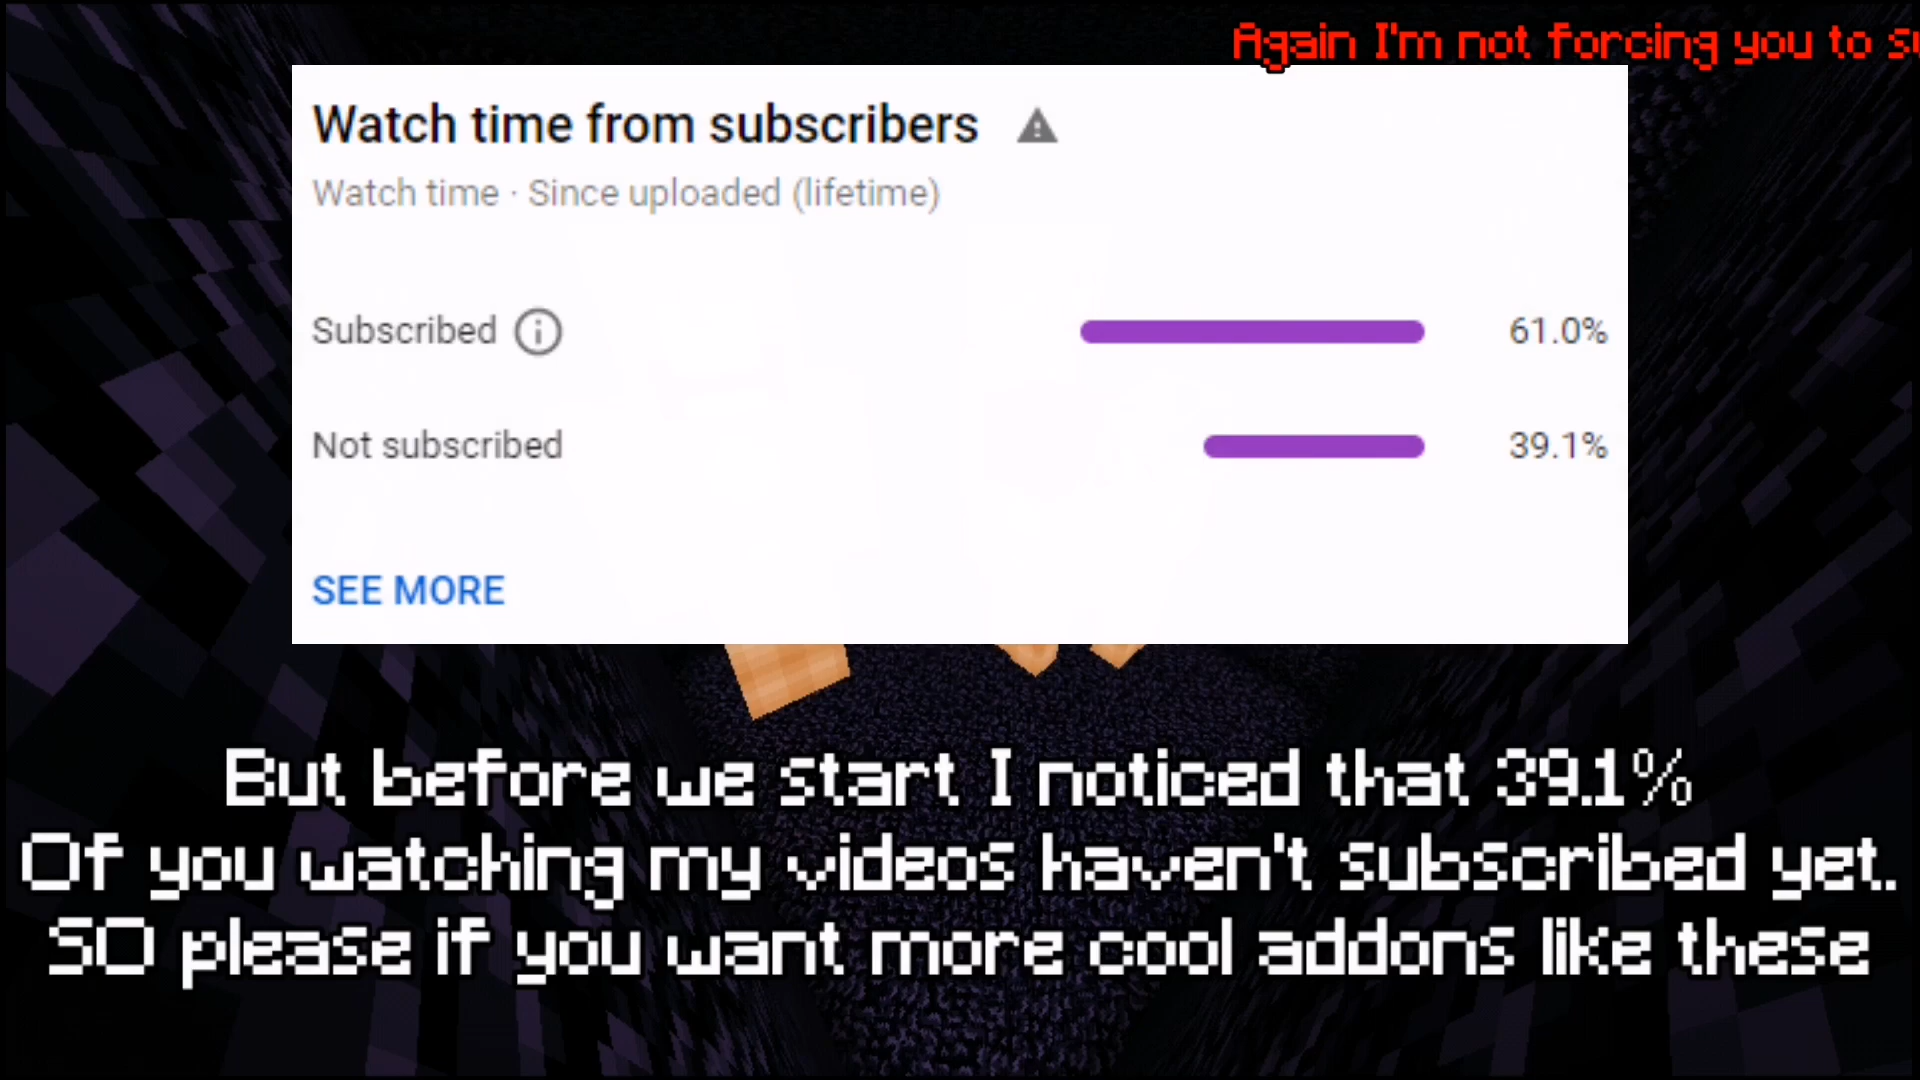 Again I'm not forcing you to su
Watch time from subscribers
Watch time · Since uploaded (lifetime)
Subscribed 61.0%
Not subscribed 39.1%
SEE MORE
But before we start I noticed that 39.1%
Of you watching my videos haven't subscribed yet.
SO please if you want more cool addons like these